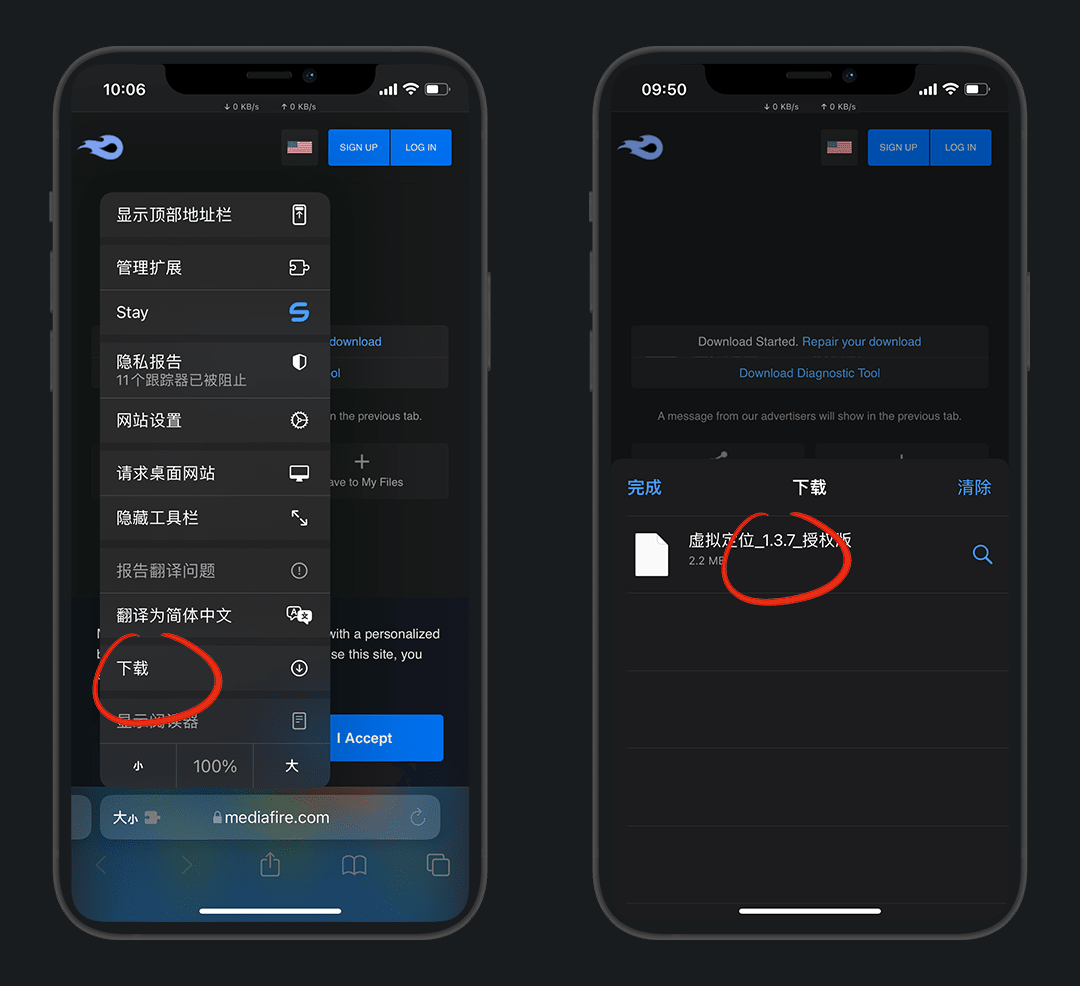 10:06
↓ 0 KB/s ↑ 0 KB/s
SIGN UP LOG IN
显示顶部地址栏
管理扩展
Stay
隐私报告
11个跟踪器已被阻止
网站设置
请求桌面网站
隐藏工具栏
报告翻译问题
翻译为简体中文
下载
显示阅读器
小 100% 大
download
ol
n the previous tab.
ave to My Files
with a personalized
se this site, you
I Accept
大小 mediafire.com
09:50
↓ 0 KB/s ↑ 0 KB/s
SIGN UP LOG IN
Download Started. Repair your download
Download Diagnostic Tool
A message from our advertisers will show in the previous tab.
完成 下载 清除
虚拟定位_1.3.7_授权版
2.2 MB